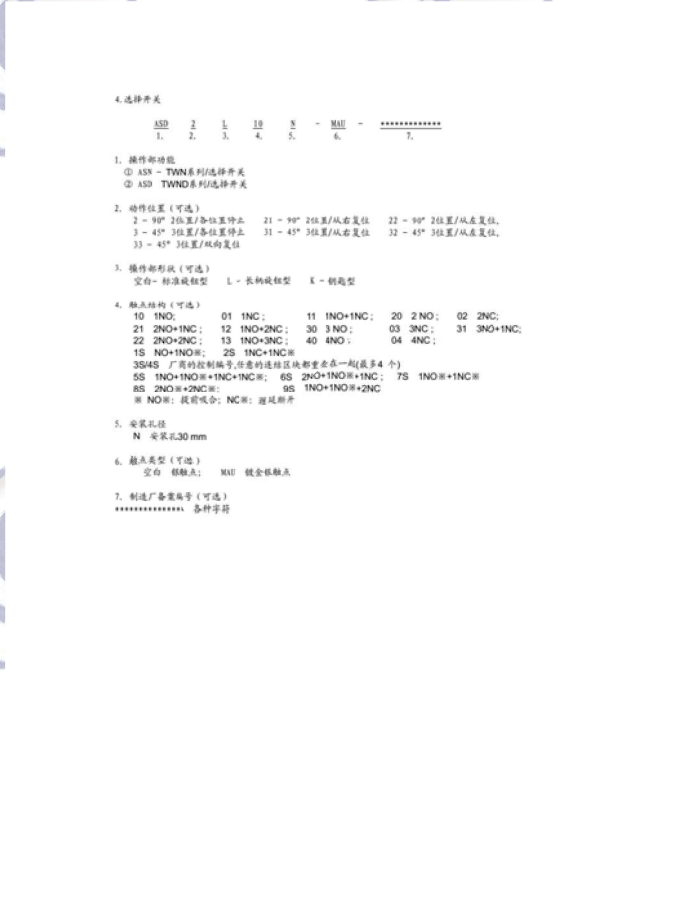 4. 选择开关
ASD 2 L 10 N - MAU - *************
1. 2. 3. 4. 5. 6. 7.
1. 操作部功能
① ASN - TWN系列/选择开关
② ASD TWND系列/选择开关
2. 动作位置(可选)
2 - 90° 2位置/各位置停止 21 - 90° 2位置/从右复位 22 - 90° 2位置/从左复位,
3 - 45° 3位置/各位置停止 31 - 45° 3位置/从右复位 32 - 45° 3位置/从左复位,
33 - 45° 3位置/双向复位
3. 操作部形状(可选)
空白- 标准旋钮型 L - 长柄旋钮型 K - 钥匙型
4. 触点结构(可选)
10 1NO; 01 1NC; 11 1NO+1NC; 20 2 NO; 02 2NC;
21 2NO+1NC; 12 1NO+2NC; 30 3 NO; 03 3NC; 31 3NO+1NC;
22 2NO+2NC; 13 1NO+3NC; 40 4NO; 04 4NC;
1S NO+1NO※; 2S 1NC+1NC※
3S/4S 厂商的控制编号,任意的连结区块都重叠在一起(最多4 个)
5S 1NO+1NO※+1NC+1NC※; 6S 2NO+1NO※+1NC; 7S 1NO※+1NC※
8S 2NO※+2NC※: 9S 1NO+1NO※+2NC
※ NO※: 提前吸合; NC※: 延迟断开
5. 安装孔径
N 安装孔30 mm
6. 触点类型(可选)
空白 银触点; MAU 镀金银触点
7. 制造厂备案编号(可选)
************** 各种字符